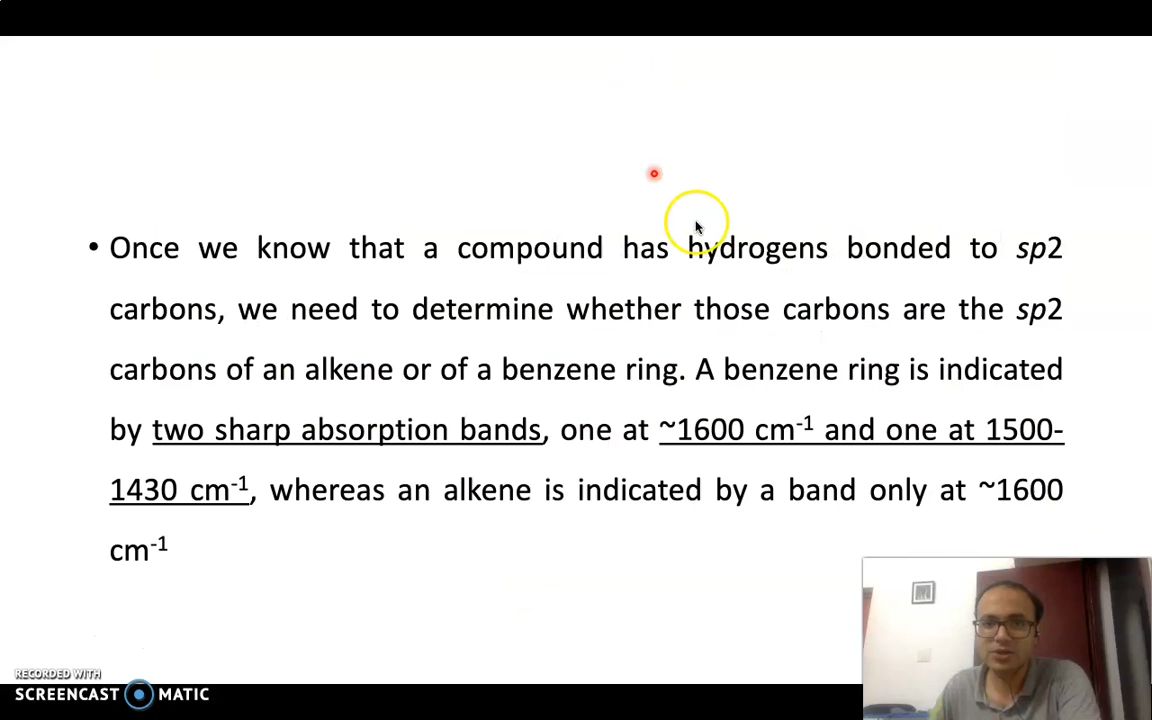 • Once we know that a compound has hydrogens bonded to sp2
carbons, we need to determine whether those carbons are the sp2
carbons of an alkene or of a benzene ring. A benzene ring is indicated
by two sharp absorption bands, one at ~1600 cm⁻¹ and one at 1500-
1430 cm⁻¹, whereas an alkene is indicated by a band only at ~1600
cm⁻¹
RECORDED WITH
SCREENCAST MATIC